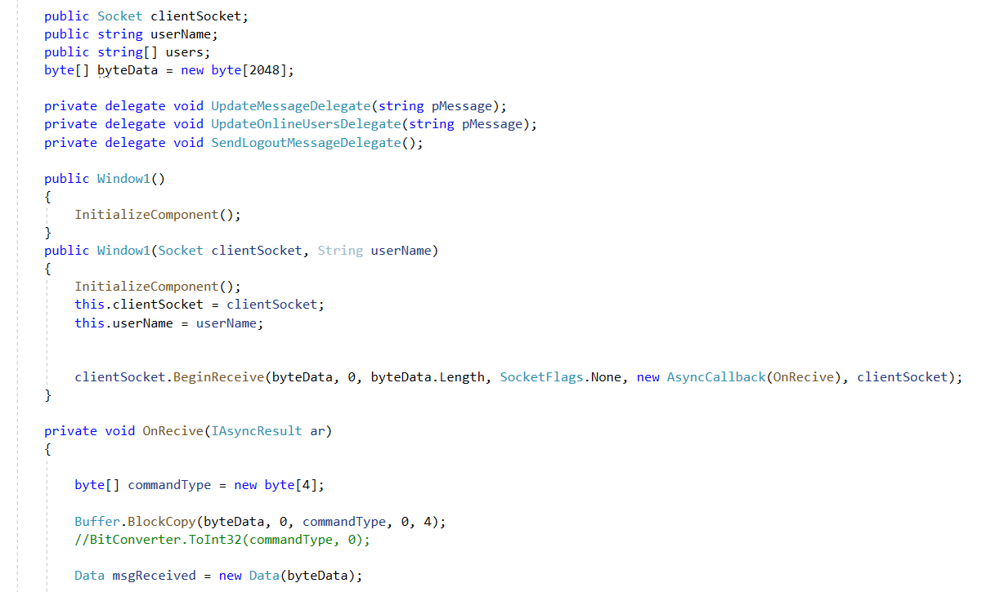 public Socket clientSocket;
public string userName;
public string[] users;
byte[] byteData = new byte[2048];
private delegate void UpdateMessageDelegate(string pMessage);
private delegate void UpdateOnlineUsersDelegate(string pMessage);
private delegate void SendLogoutMessageDelegate();
public Window1()
{
InitializeComponent();
}
public Window1(Socket clientSocket, String userName)
{
InitializeComponent();
this.clientSocket = clientSocket;
this.userName = userName;
clientSocket.BeginReceive(byteData, 0, byteData.Length, SocketFlags.None, new AsyncCallback(OnRecive), clientSocket);
}
private void OnRecive(IAsyncResult ar)
{
byte[] commandType = new byte[4];
Buffer.BlockCopy(byteData, 0, commandType, 0, 4);
//BitConverter.ToInt32(commandType, 0);
Data msgReceived = new Data(byteData);